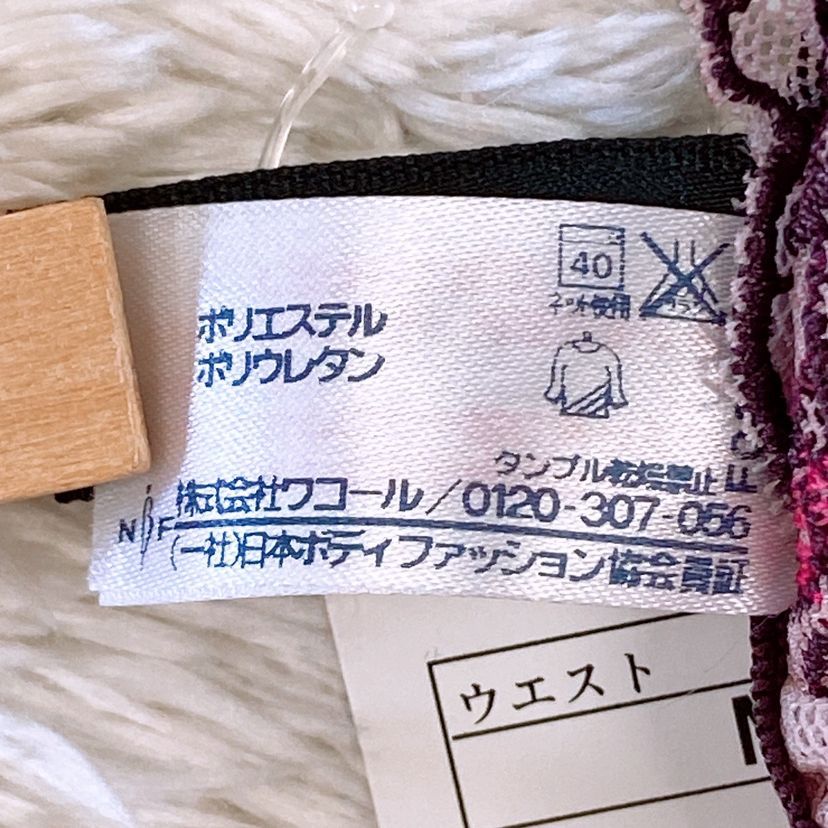 40
ネット使用
ポリエステル
ポリウレタン
タンブル乾燥禁止
株式会社ワコール/0120-307-056
N F
(一社)日本ボディファッション協会賛証
ウエスト
M